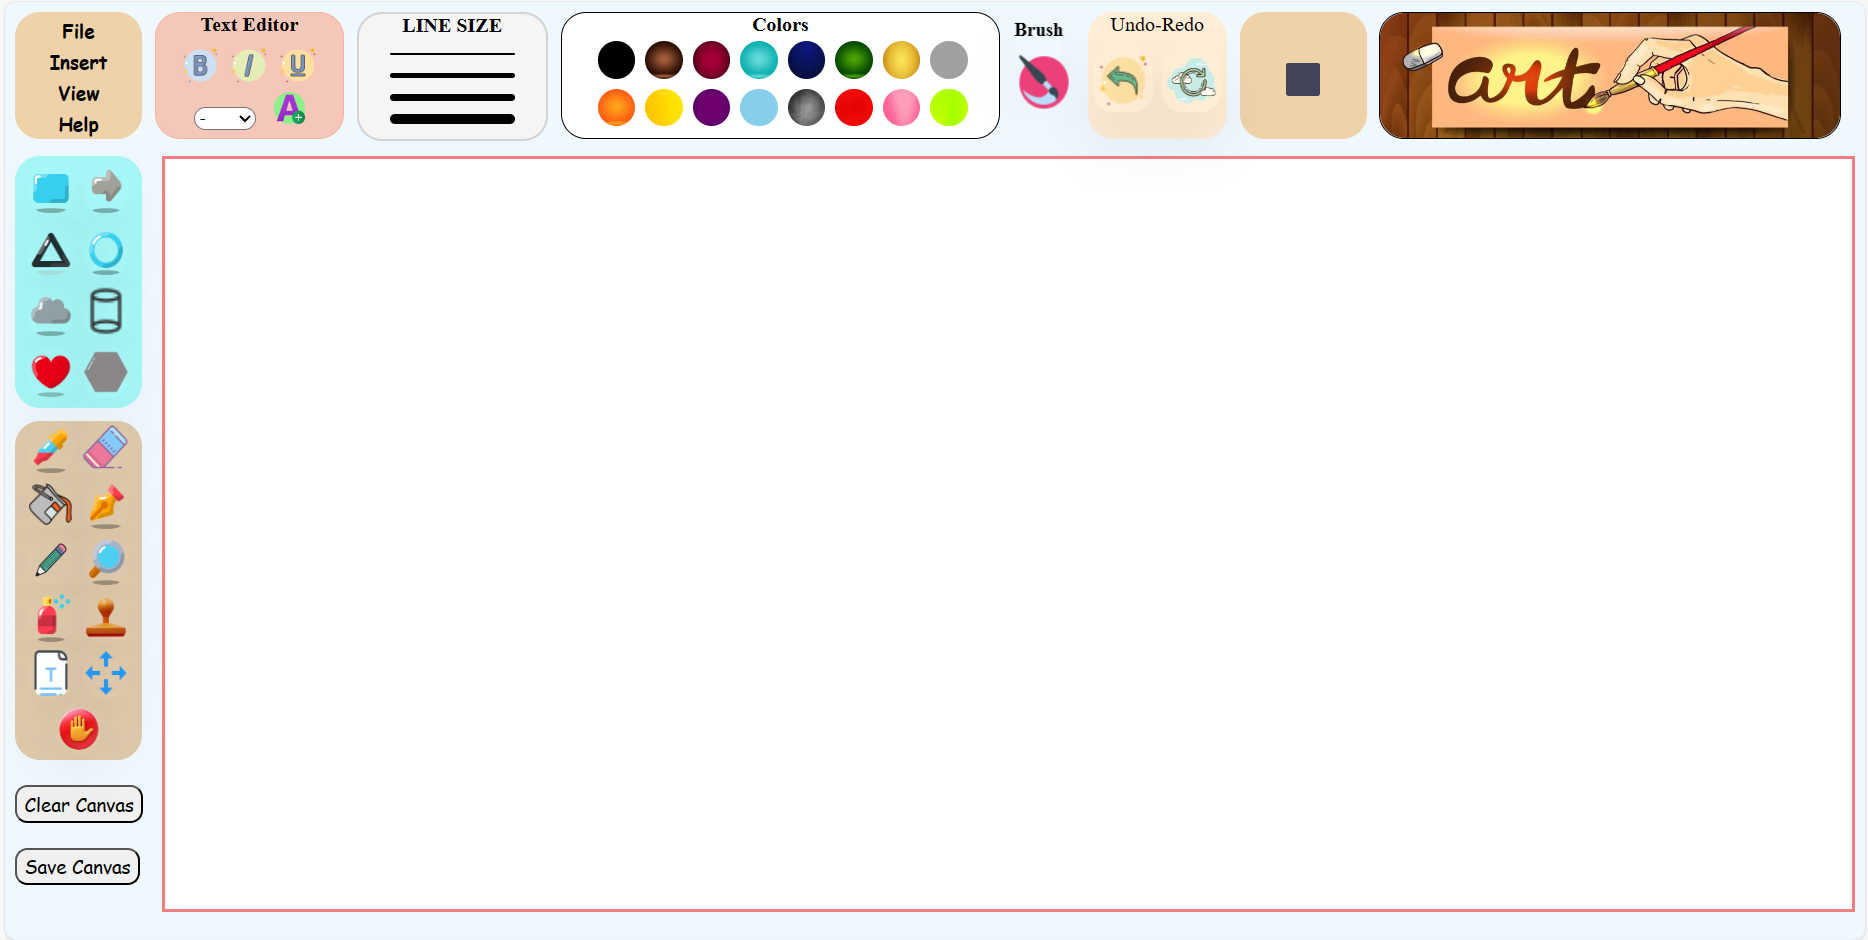 File
Insert
View
Help
Text Editor
B I U
-
A
LINE SIZE
Colors
Brush
Undo-Redo
art
T
Clear Canvas
Save Canvas